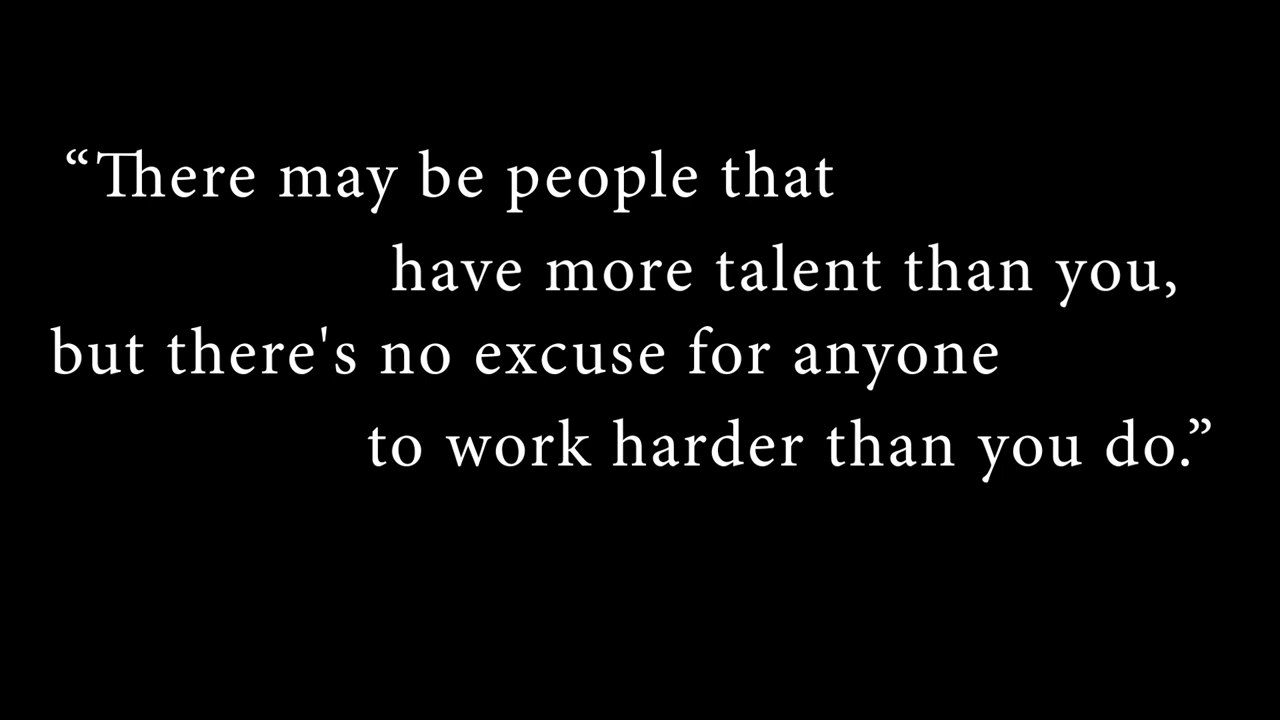 “There may be people that
have more talent than you,
but there's no excuse for anyone
to work harder than you do.”